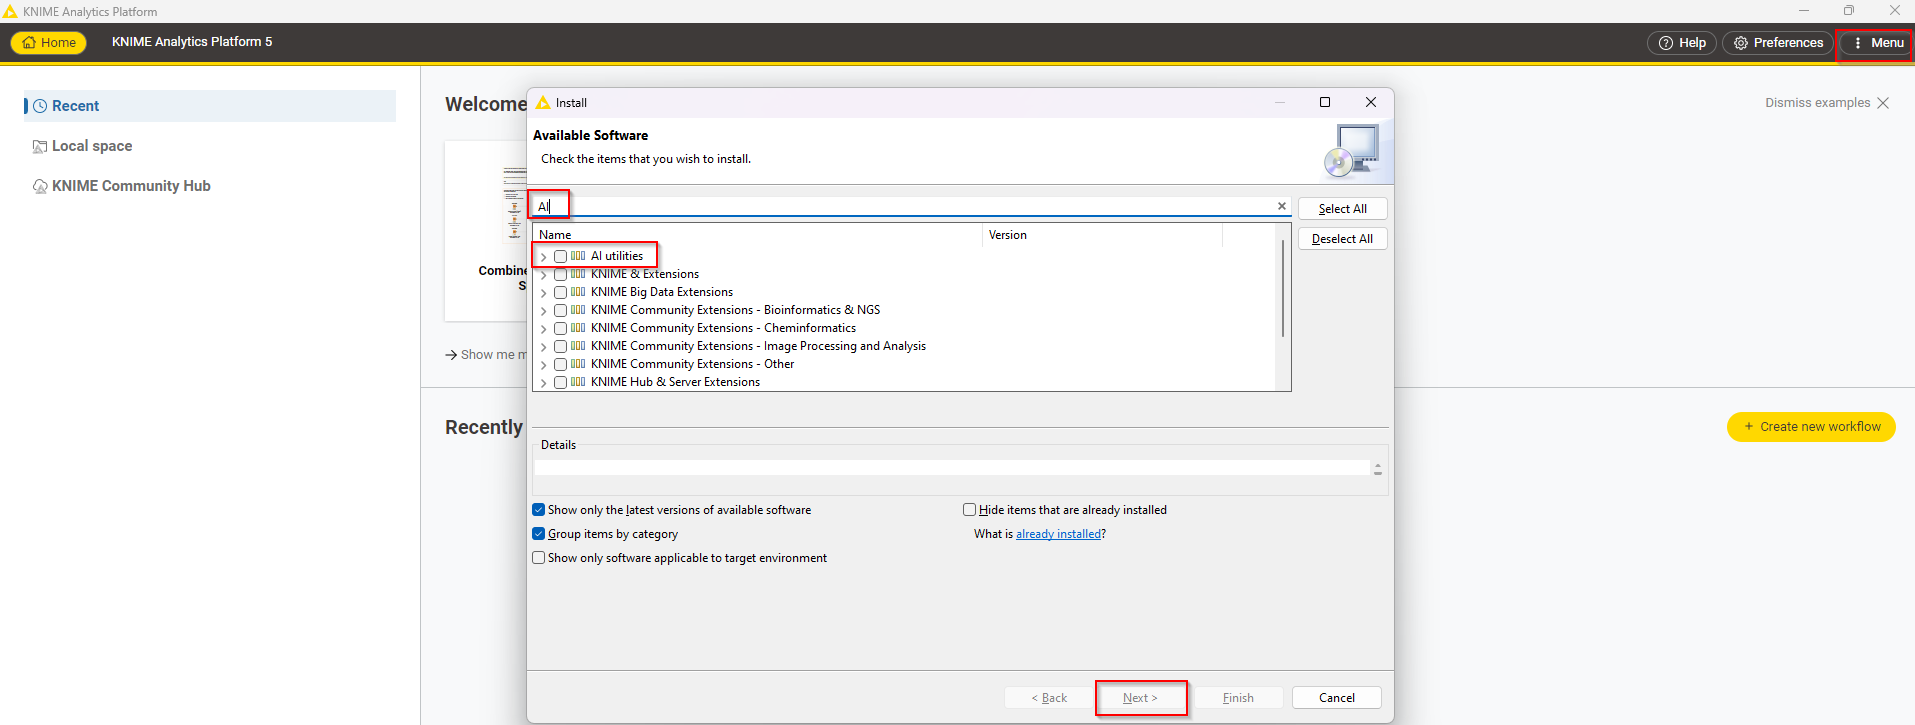 KNIME Analytics Platform
Home
KNIME Analytics Platform 5
Help
Preferences
Menu
Recent
Local space
KNIME Community Hub
Welcome
Dismiss examples
Combine
S
Show me m
Recently
+ Create new workflow
Install
Available Software
Check the items that you wish to install.
AI
Select All
Deselect All
Name
Version
AI utilities
KNIME & Extensions
KNIME Big Data Extensions
KNIME Community Extensions - Bioinformatics & NGS
KNIME Community Extensions - Cheminformatics
KNIME Community Extensions - Image Processing and Analysis
KNIME Community Extensions - Other
KNIME Hub & Server Extensions
Details
Show only the latest versions of available software
Hide items that are already installed
Group items by category
What is already installed?
Show only software applicable to target environment
< Back
Next >
Finish
Cancel